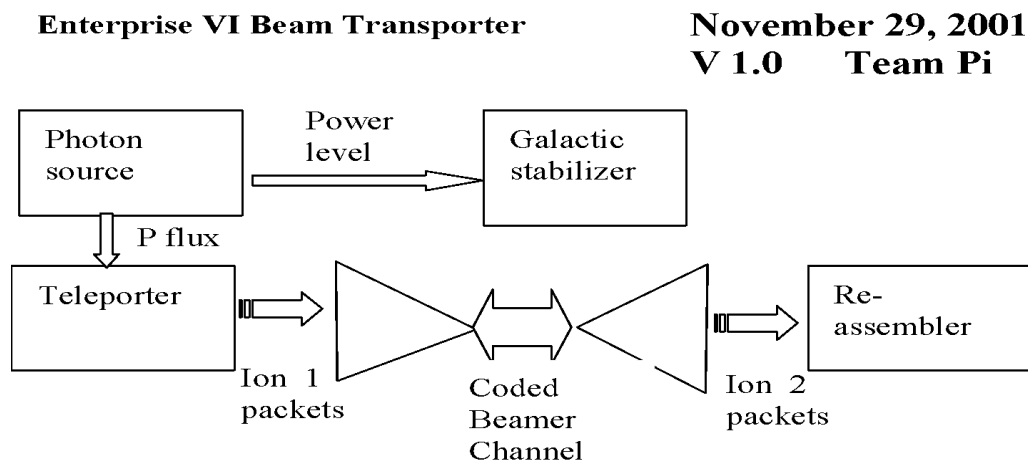 Enterprise VI Beam Transporter
November 29, 2001
V 1.0 Team Pi
Photon
source
Power
level
Galactic
stabilizer
P flux
Teleporter
Re-
assembler
Ion 1
packets
Coded
Beamer
Channel
Ion 2
packets